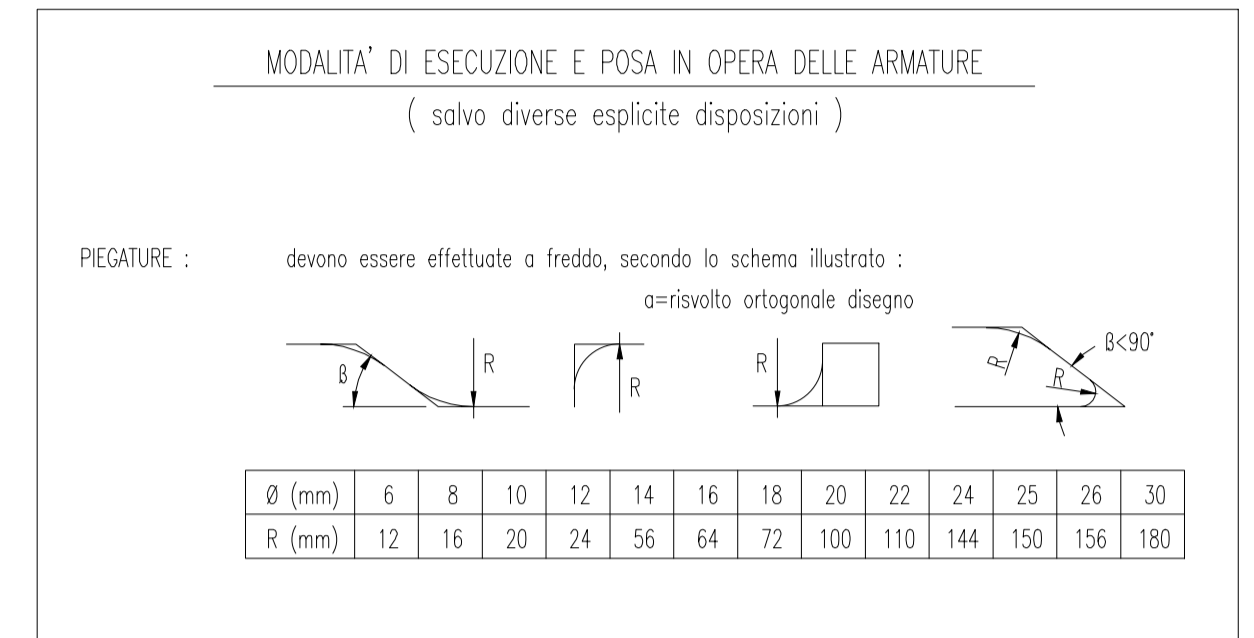 MODALITA' DI ESECUZIONE E POSA IN OPERA DELLE ARMATURE
( salvo diverse esplicite disposizioni )
PIEGATURE : devono essere effettuate a freddo, secondo lo schema illustrato :
a=risvolto ortogonale disegno
ß R R R R R ß<90°
Ø (mm) 6 8 10 12 14 16 18 20 22 24 25 26 30
R (mm) 12 16 20 24 56 64 72 100 110 144 150 156 180